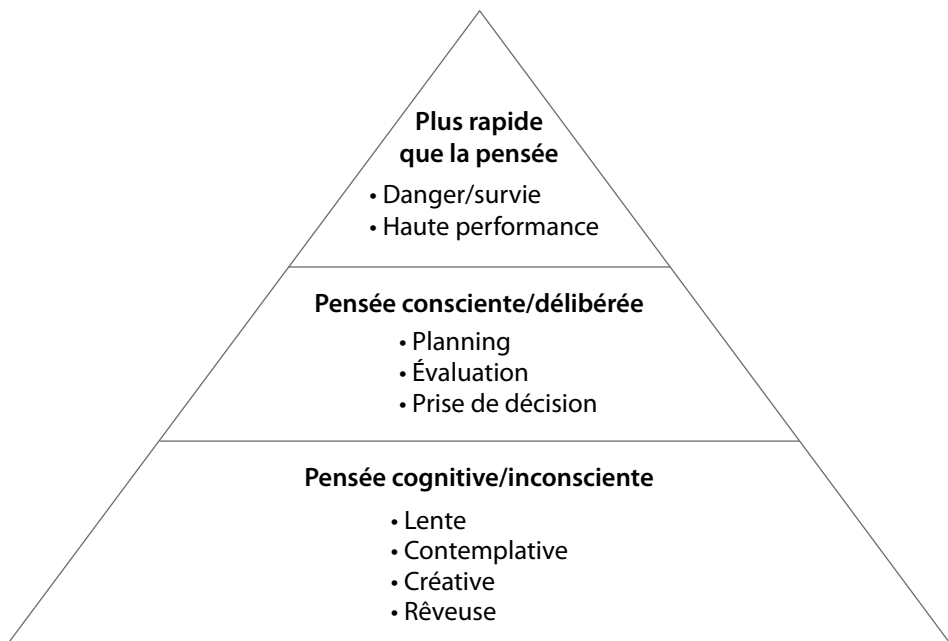 Plus rapide
que la pensée
• Danger/survie
• Haute performance
Pensée consciente/délibérée
• Planning
• Évaluation
• Prise de décision
Pensée cognitive/inconsciente
• Lente
• Contemplative
• Créative
• Rêveuse